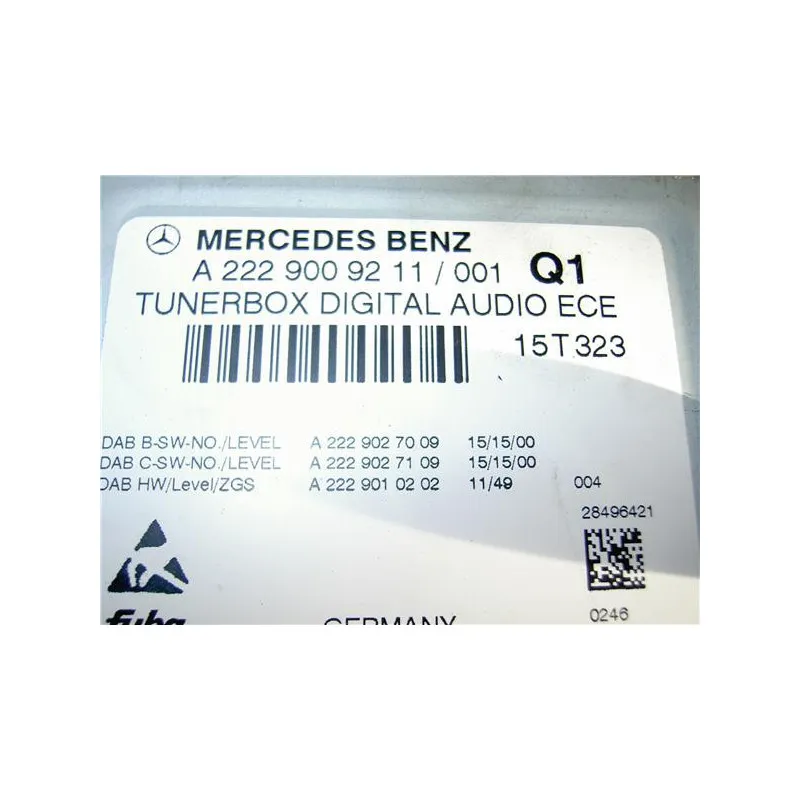 MERCEDES BENZ
A 222 900 92 11 / 001 Q1
TUNERBOX DIGITAL AUDIO ECE
15T323
DAB B-SW-NO./LEVEL A 222 902 70 09 15/15/00
DAB C-SW-NO./LEVEL A 222 902 71 09 15/15/00
DAB HW/Level/ZGS A 222 901 02 02 11/49 004
28496421
fuba GERMANY
0246